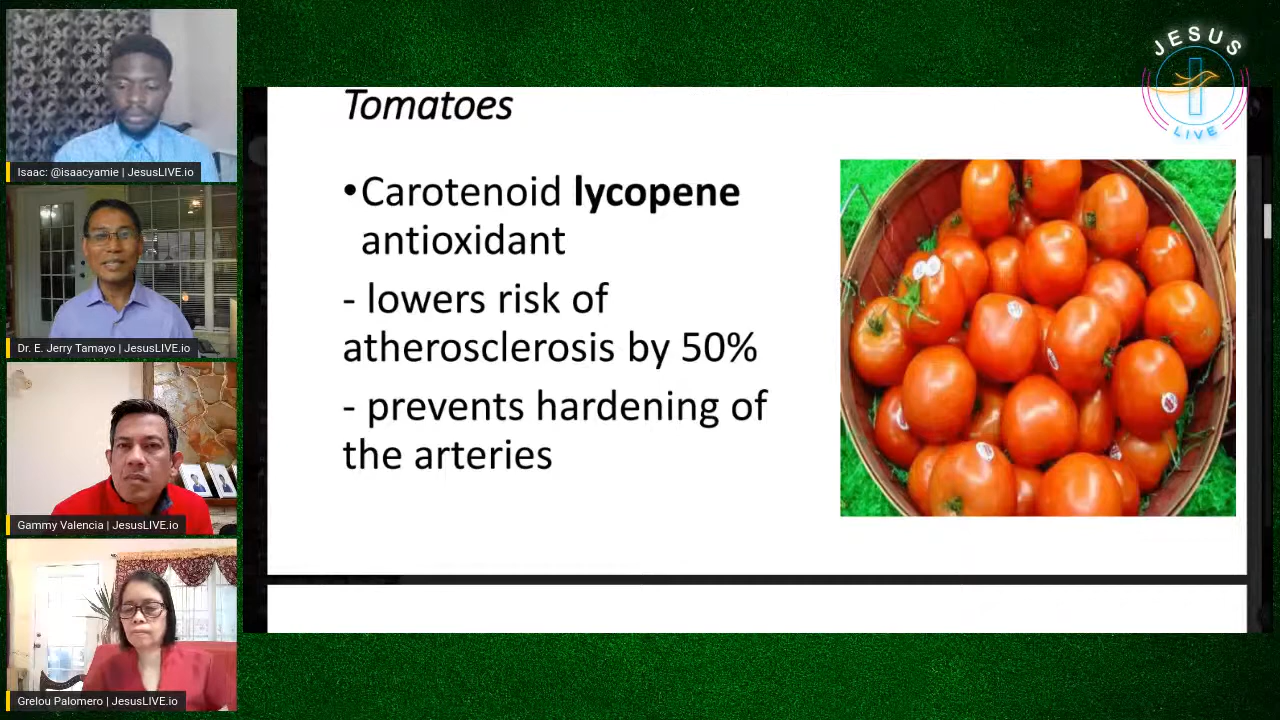 JESUS
LIVE
Isaac: @isaacyamie | JesusLIVE.io
Dr. E. Jerry Tamayo | JesusLIVE.io
Gammy Valencia | JesusLIVE.io
Grelou Palomero | JesusLIVE.io
Tomatoes
•Carotenoid lycopene
antioxidant
- lowers risk of
atherosclerosis by 50%
- prevents hardening of
the arteries